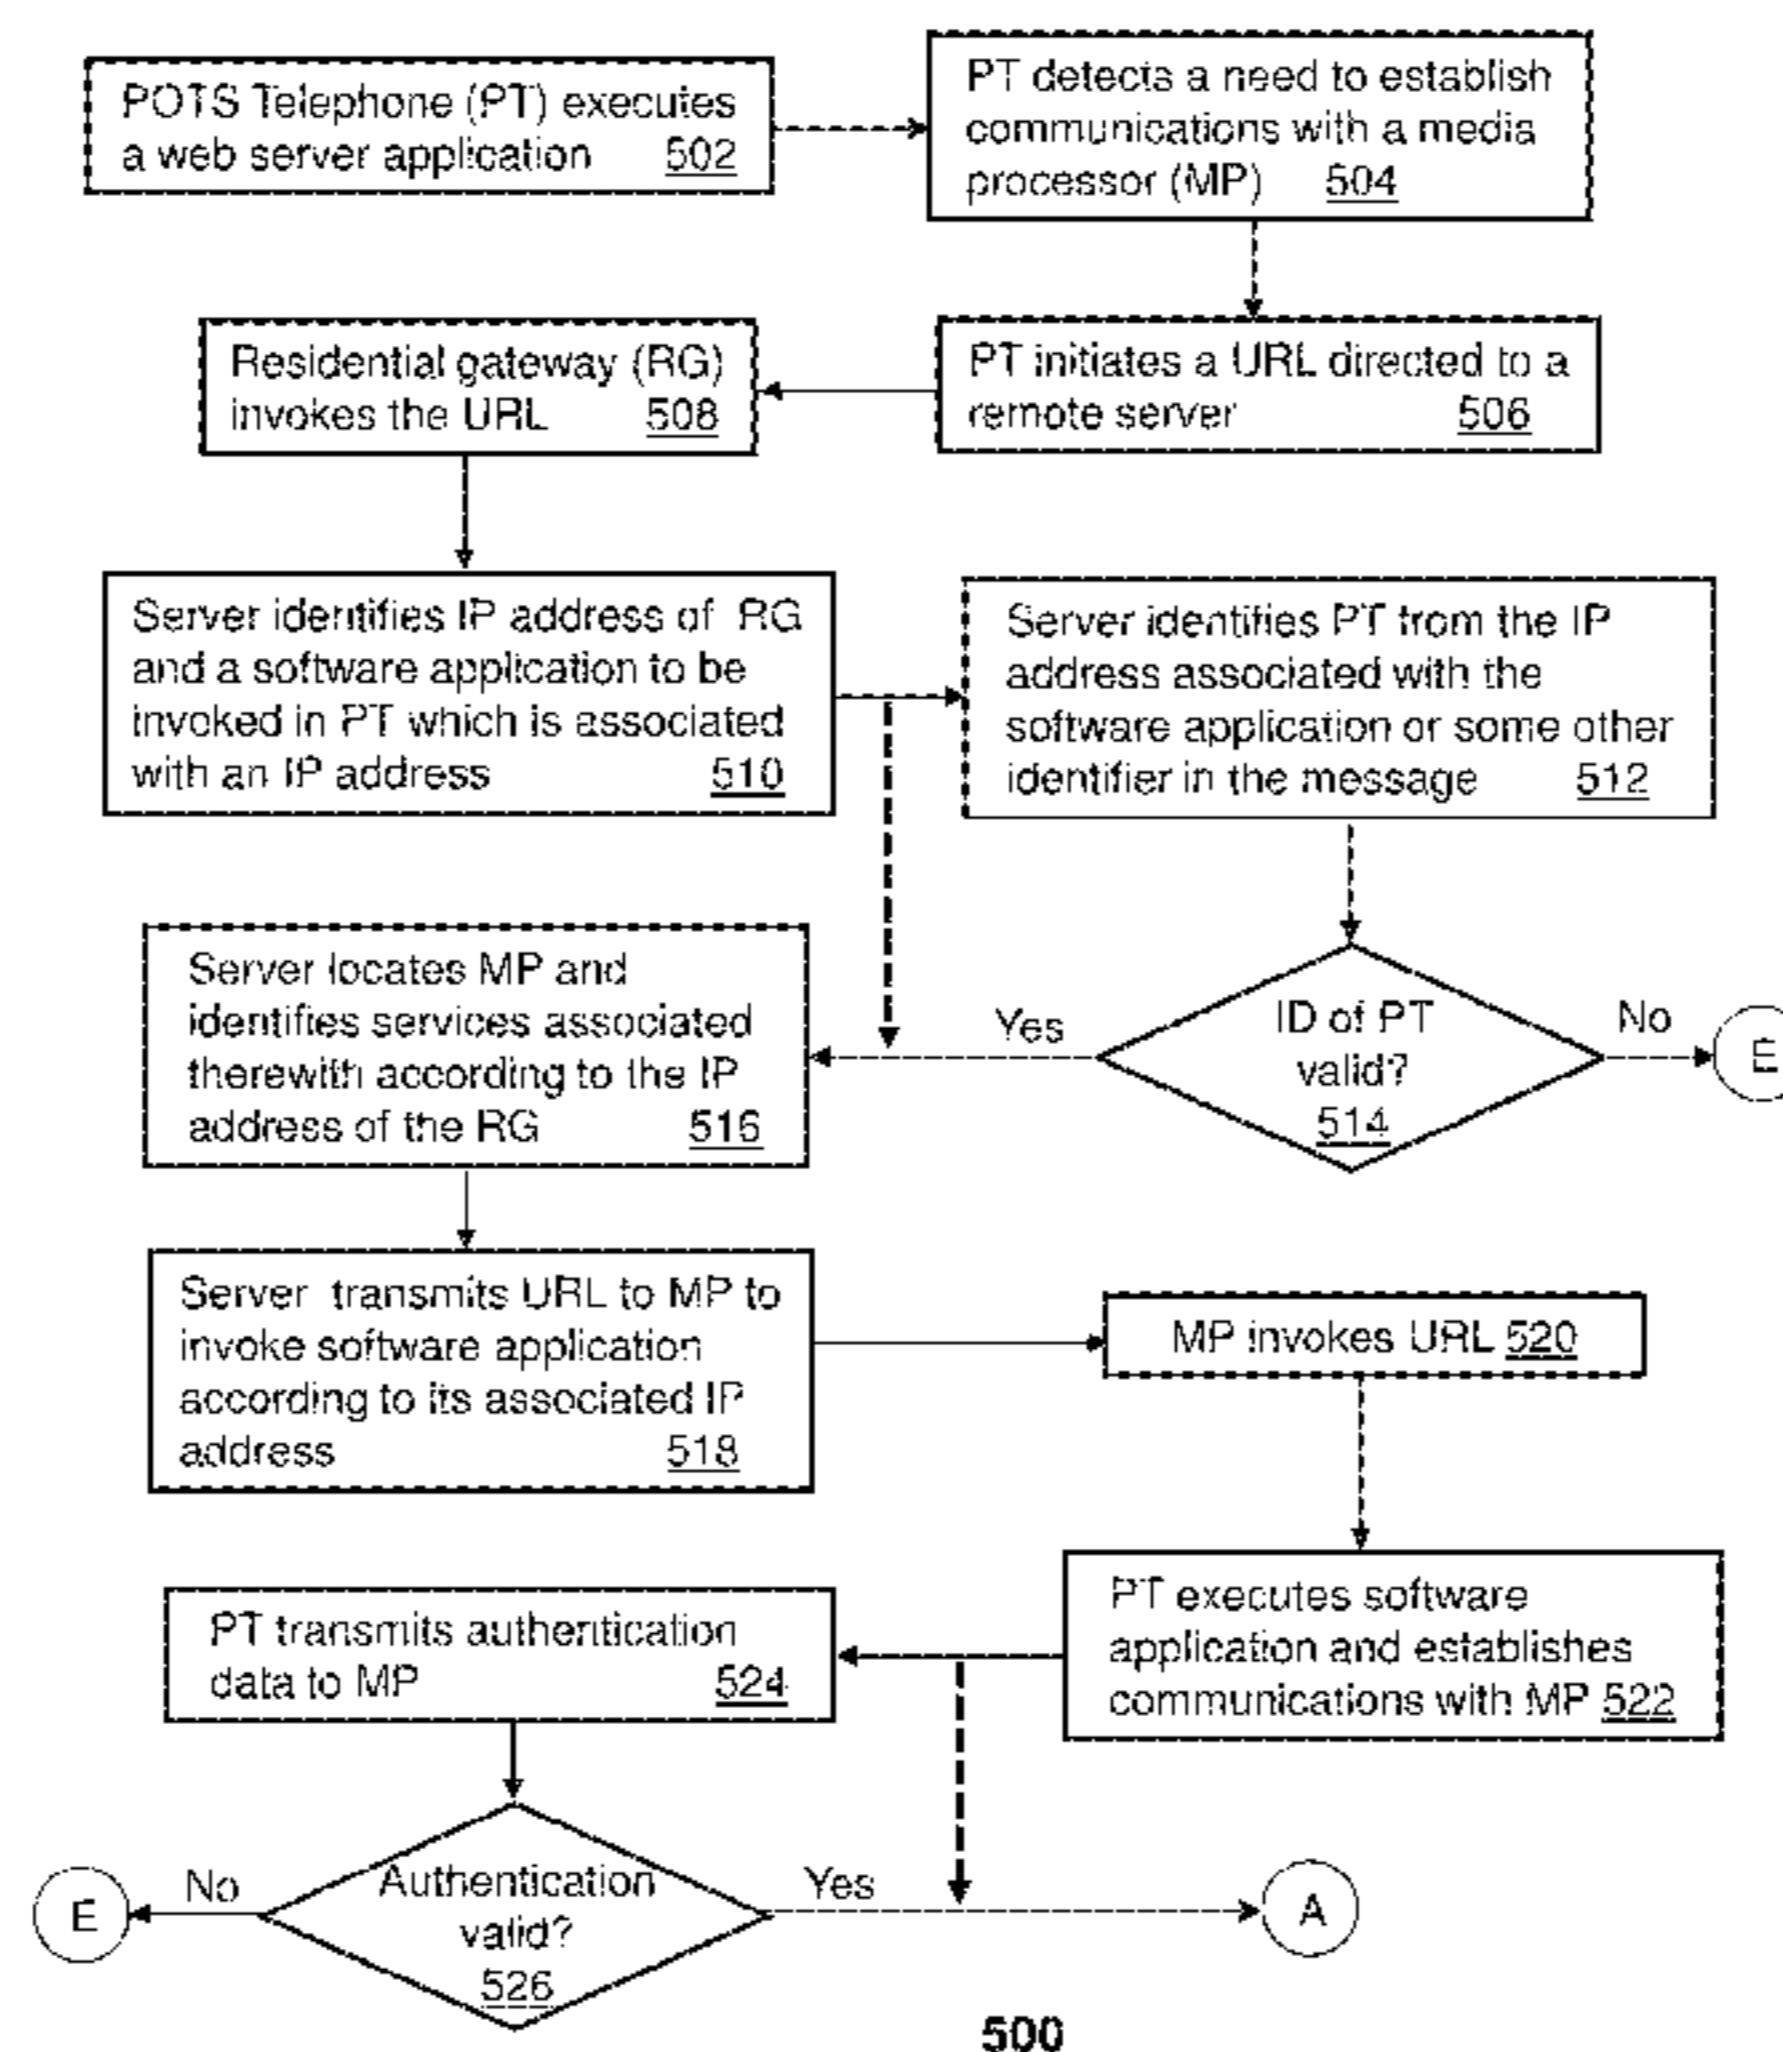 POTS Telephone (PT) executes
a web server application 502
PT detects a need to establish
communications with a media
processor (MP) 504
PT initiates a URL directed to a
remote server 506
Residential gateway (RG)
invokes the URL 508
Server identifies IP address of RG
and a software application to be
invoked in PT which is associated
with an IP address 510
Server identifies PT from the IP
address associated with the
software application or some other
identifier in the message 512
ID of PT
valid?
514
Yes
No
E
Server locates MP and
identifies services associated
therewith according to the IP
address of the RG 516
Server transmits URL to MP to
invoke software application
according to its associated IP
address 518
MP invokes URL 520
PT executes software
application and establishes
communications with MP 522
PT transmits authentication
data to MP 524
Authentication
valid?
526
No
E
Yes
A
500